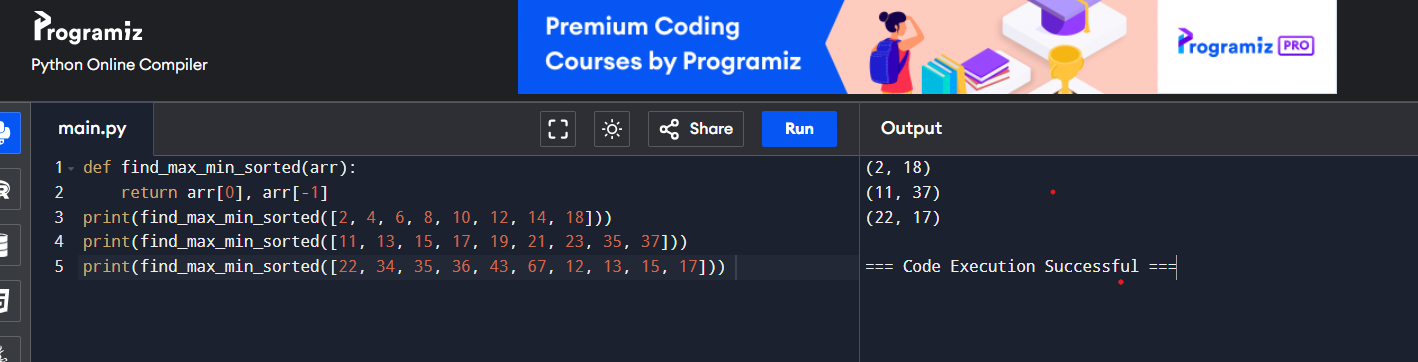 Programiz
Python Online Compiler
Premium Coding
Courses by Programiz
Programiz PRO
main.py
Share
Run
Output
1 def find_max_min_sorted(arr):
2     return arr[0], arr[-1]
3 print(find_max_min_sorted([2, 4, 6, 8, 10, 12, 14, 18]))
4 print(find_max_min_sorted([11, 13, 15, 17, 19, 21, 23, 35, 37]))
5 print(find_max_min_sorted([22, 34, 35, 36, 43, 67, 12, 13, 15, 17]))
(2, 18)
(11, 37)
(22, 17)
=== Code Execution Successful ===